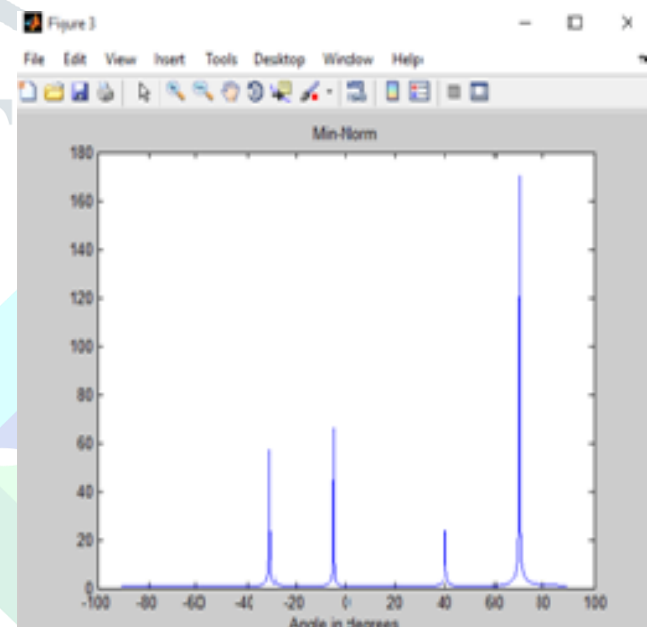 Figure 3
File Edit View Insert Tools Desktop Window Help
Min-Norm
180
160
140
120
100
80
60
40
20
0
-100 -80 -60 -40 -20 0 20 40 60 80 100
Angle in degrees